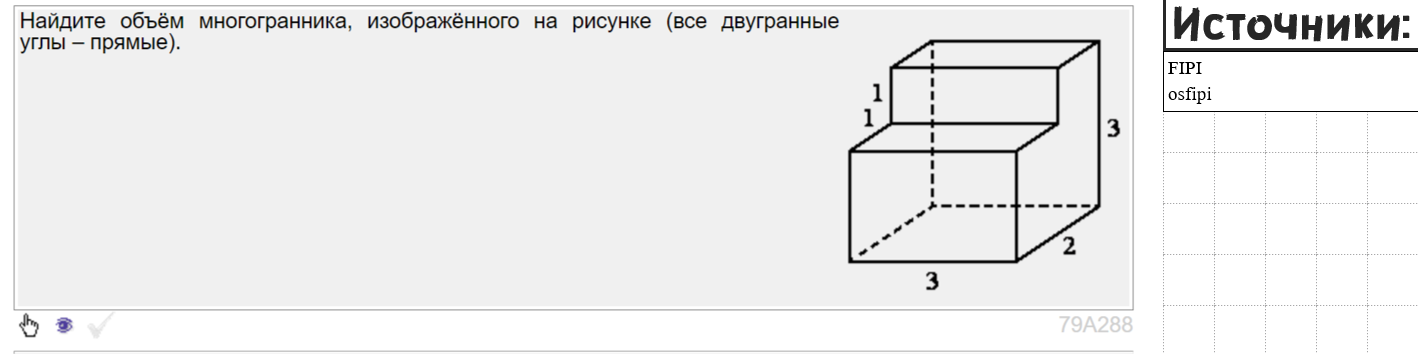 Найдите объём многогранника, изображённого на рисунке (все двугранные
углы – прямые).
1
1
3
2
3
79A288
Источники:
FIPI
osfipi